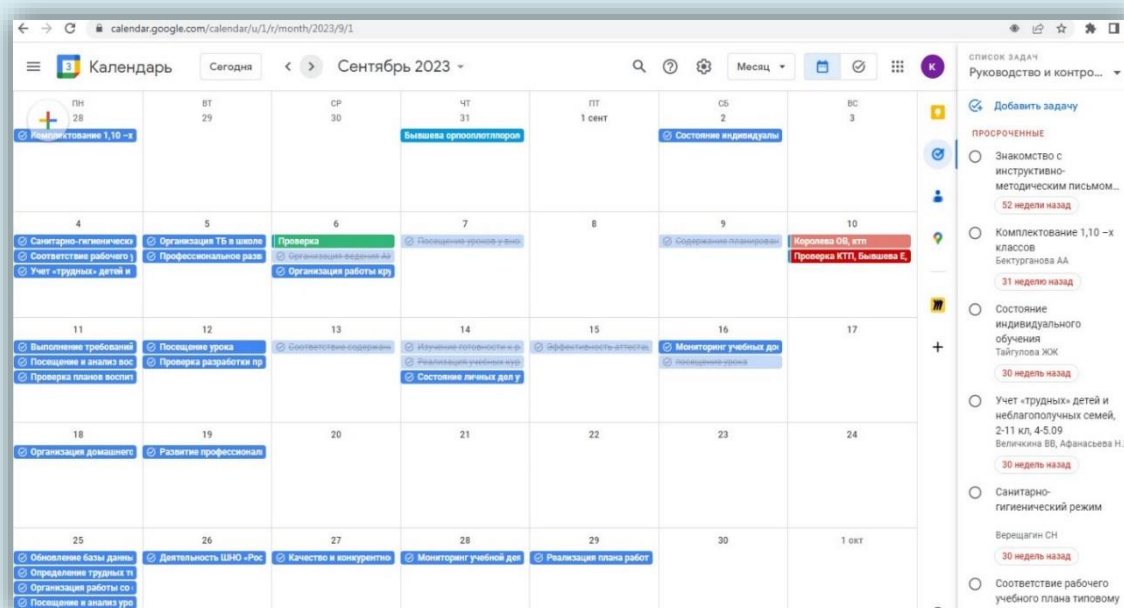 calendar.google.com/calendar/u/1/r/month/2023/9/1
3 Календарь Сегодня Сентябрь 2023 Месяц К
ПН ВТ СР ЧТ ПТ СБ ВС
28 29 30 31 1 сент 2 3
Комплектование 1,10 –х Бывшева орпооплотлпорол Состояние индивидуалы
4 5 6 7 8 9 10
Санитарно-гигиеническ Организация ТБ в школе Проверка Посещение уроков у вно Содержание планирован Королева ОВ, ктп
Соответствие рабочего у Профессиональное разв Организация ведения Проверка КТП, Бывшева Е,
Учет «трудных» детей и Организация работы кру
11 12 13 14 15 16 17
Выполнение требований Посещение урока Соответствие содержан Изучение готовности к р Эффективность аттестац Мониторинг учебных до
Посещение и анализ вос Проверка разработки пр Реализация учебных кур посещение урока
Проверка планов воспит Состояние личных дел у
18 19 20 21 22 23 24
Организация домашнего Развитие профессионал
25 26 27 28 29 30 1 окт
Обновление базы данны Деятельность ШНО «Рос Качество и конкурентно Мониторинг учебной дея Реализация плана работ
Определение трудных
Организация работы со
Посещение и анализ уро
СПИСОК ЗАДАЧ
Руководство и контро...
Добавить задачу
ПРОСРОЧЕННЫЕ
Знакомство с
инструктивно-
методическим письмом...
52 недели назад
Комплектование 1,10 –х
классов
Бектурганова АА
31 неделю назад
Состояние
индивидуального
обучения
Тайгулова ЖЖ
30 недель назад
Учет «трудных» детей и
неблагополучных семей,
2-11 кл, 4-5.09
Величкина ВВ, Афанасьева Н.
30 недель назад
Санитарно-
гигиенический режим
Верещагин СН
30 недель назад
Соответствие рабочего
учебного плана типовому